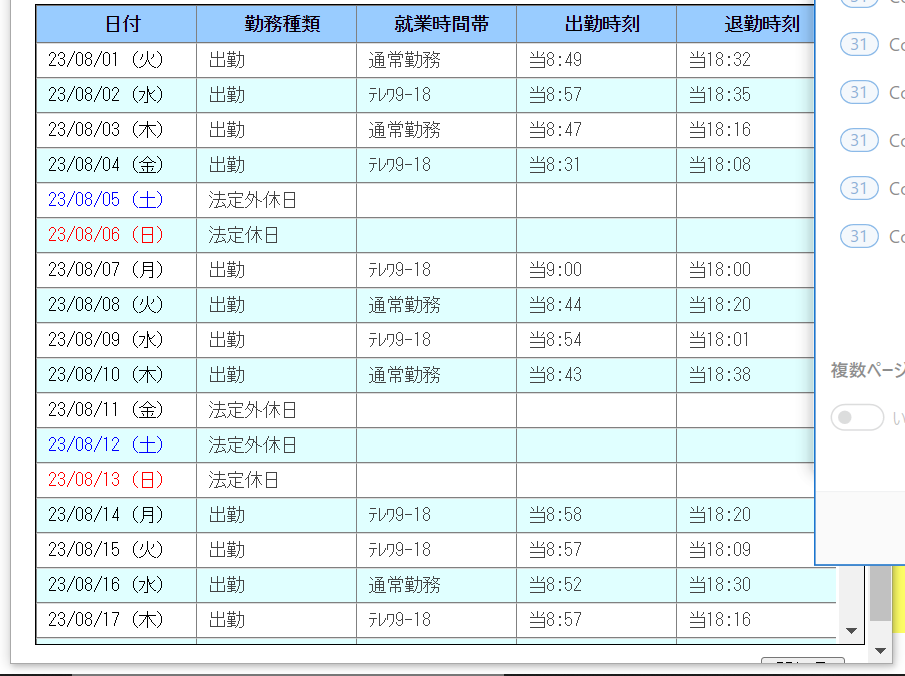 日付 勤務種類 就業時間帯 出勤時刻 退勤時刻
23/08/01 (火) 出勤 通常勤務 当8:49 当18:32
23/08/02 (水) 出勤 ﾃﾚﾜ9-18 当8:57 当18:35
23/08/03 (木) 出勤 通常勤務 当8:47 当18:16
23/08/04 (金) 出勤 ﾃﾚﾜ9-18 当8:31 当18:08
23/08/05 (土) 法定外休日
23/08/06 (日) 法定休日
23/08/07 (月) 出勤 ﾃﾚﾜ9-18 当9:00 当18:00
23/08/08 (火) 出勤 通常勤務 当8:44 当18:20
23/08/09 (水) 出勤 ﾃﾚﾜ9-18 当8:54 当18:01
23/08/10 (木) 出勤 通常勤務 当8:43 当18:38
23/08/11 (金) 法定外休日
23/08/12 (土) 法定外休日
23/08/13 (日) 法定休日
23/08/14 (月) 出勤 ﾃﾚﾜ9-18 当8:58 当18:20
23/08/15 (火) 出勤 ﾃﾚﾜ9-18 当8:57 当18:09
23/08/16 (水) 出勤 通常勤務 当8:52 当18:30
23/08/17 (木) 出勤 ﾃﾚﾜ9-18 当8:57 当18:16
31 Co
31 Co
31 Co
31 Co
31 Co
複数ページ
い